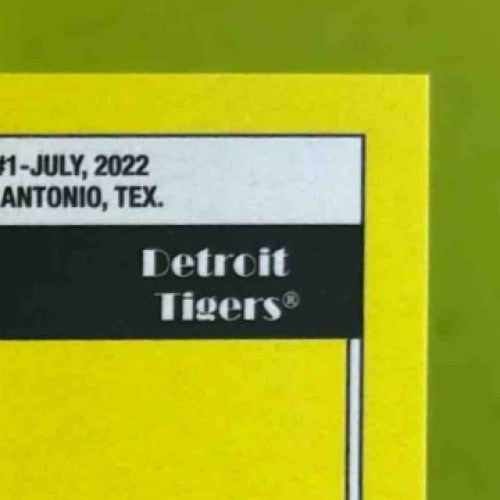 #1-JULY, 2022
ANTONIO, TEX.
Detroit
Tigers®